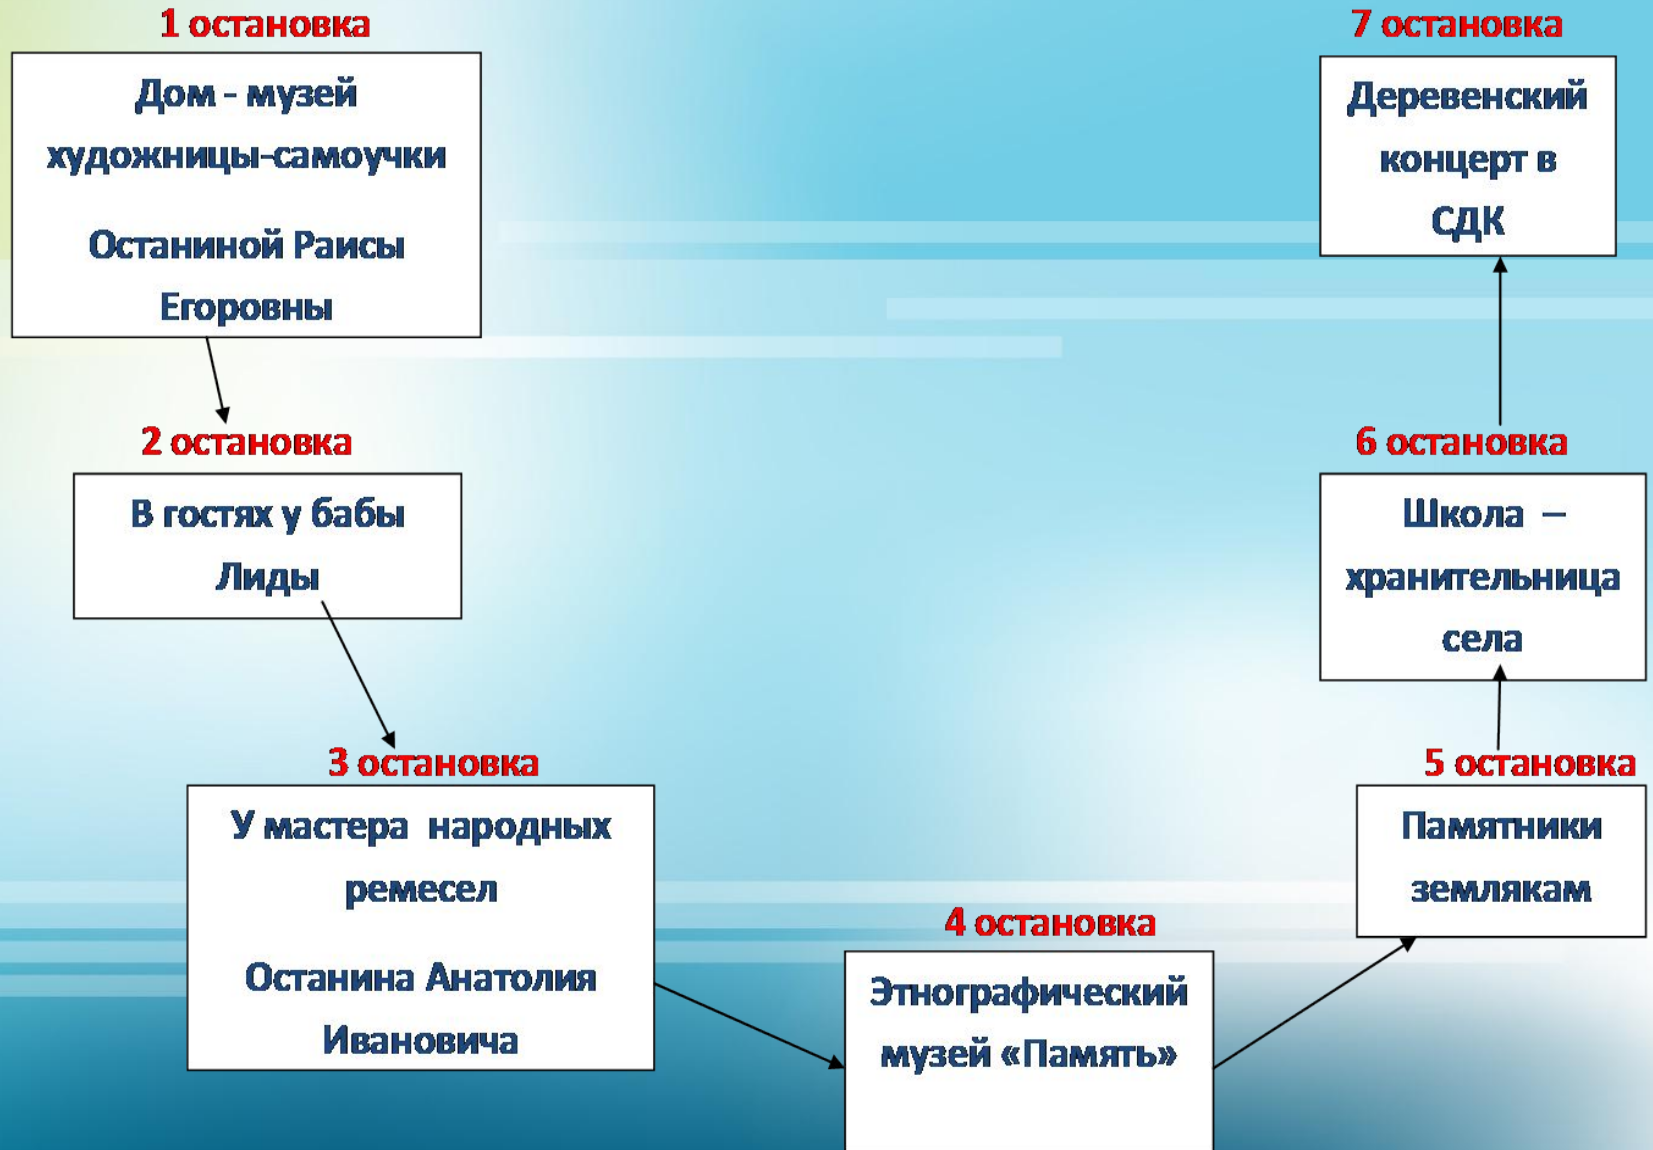 1 остановка
Дом - музей
художницы-самоучки
Останиной Раисы
Егоровны
2 остановка
В гостях у бабы
Лиды
3 остановка
У мастера народных
ремесел
Останина Анатолия
Ивановича
4 остановка
Этнографический
музей «Память»
5 остановка
Памятники
землякам
6 остановка
Школа –
хранительница
села
7 остановка
Деревенский
концерт в
СДК